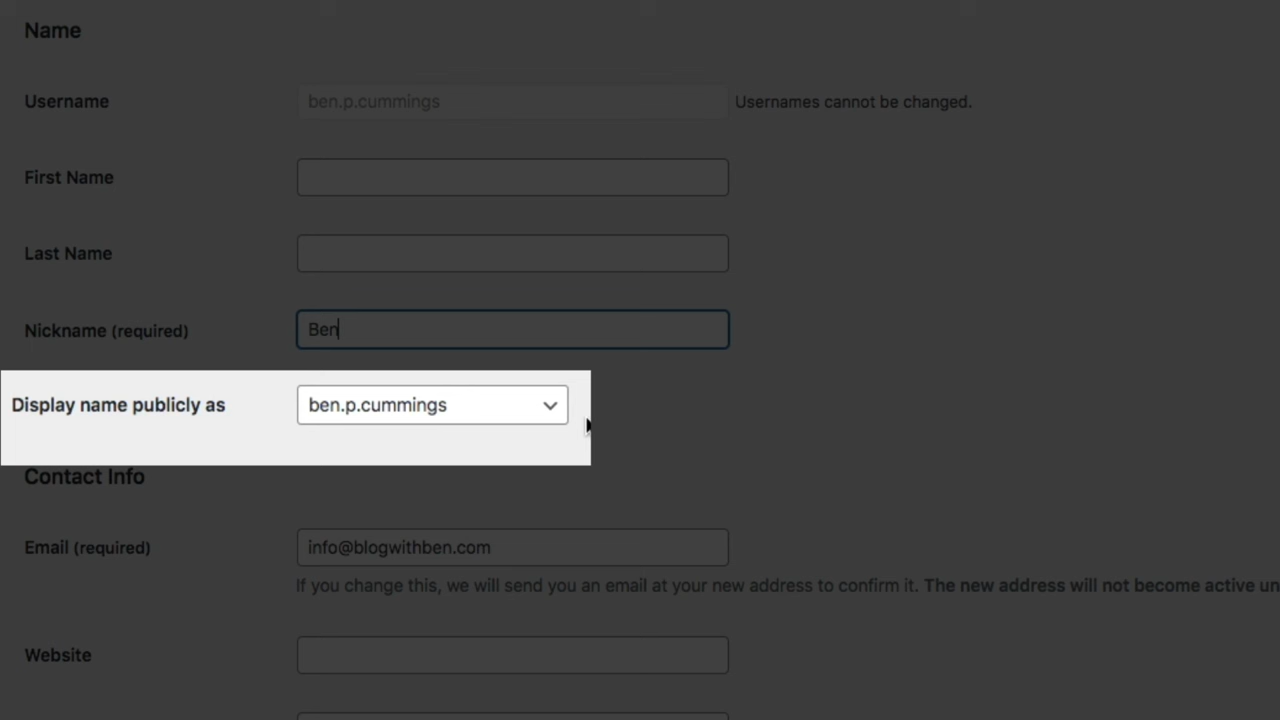 Name
Username ben.p.cummings Usernames cannot be changed.
First Name
Last Name
Nickname (required) Ben
Display name publicly as ben.p.cummings
Contact Info
Email (required) info@blogwithben.com
If you change this, we will send you an email at your new address to confirm it. The new address will not become active un
Website